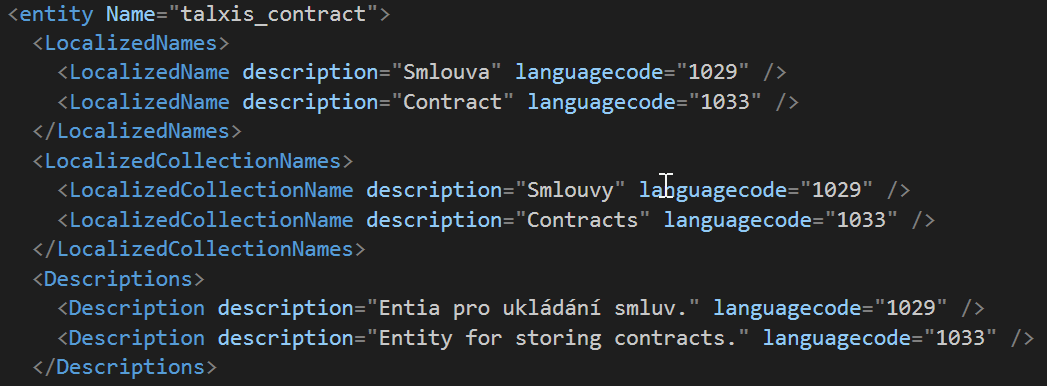 <entity Name="talxis_contract">
<LocalizedNames>
<LocalizedName description="Smlouva" languagecode="1029" />
<LocalizedName description="Contract" languagecode="1033" />
</LocalizedNames>
<LocalizedCollectionNames>
<LocalizedCollectionName description="Smlouvy" languagecode="1029" />
<LocalizedCollectionName description="Contracts" languagecode="1033" />
</LocalizedCollectionNames>
<Descriptions>
<Description description="Entia pro ukládání smluv." languagecode="1029" />
<Description description="Entity for storing contracts." languagecode="1033" />
</Descriptions>